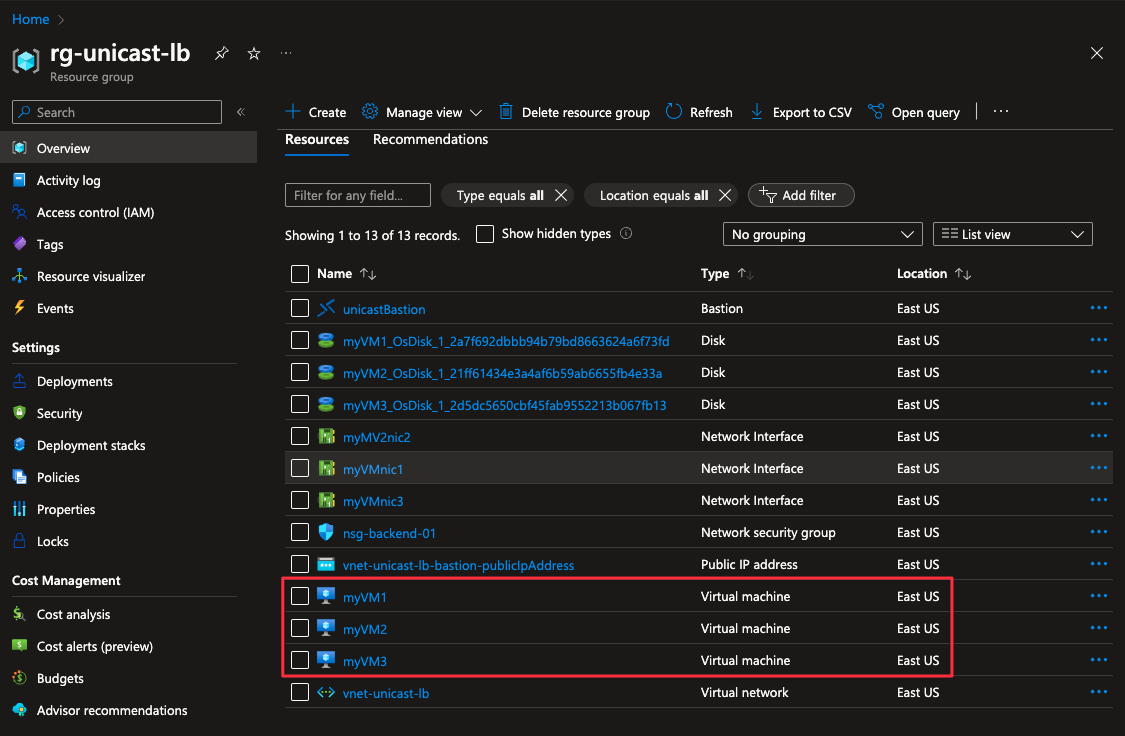 Home
rg-unicast-lb
Resource group
Search
Overview
Activity log
Access control (IAM)
Tags
Resource visualizer
Events
Settings
Deployments
Security
Deployment stacks
Policies
Properties
Locks
Cost Management
Cost analysis
Cost alerts (preview)
Budgets
Advisor recommendations
Create Manage view Delete resource group Refresh Export to CSV Open query
Resources Recommendations
Filter for any field... Type equals all Location equals all Add filter
Showing 1 to 13 of 13 records. Show hidden types No grouping List view
Name Type Location
unicastBastion Bastion East US
myVM1_OsDisk_1_2a7f692dbbb94b79bd8663624a6f73fd Disk East US
myVM2_OsDisk_1_21ff61434e3a4af6b59ab6655fb4e33a Disk East US
myVM3_OsDisk_1_2d5dc5650cbf45fab9552213b067fb13 Disk East US
myMV2nic2 Network Interface East US
myVMnic1 Network Interface East US
myVMnic3 Network Interface East US
nsg-backend-01 Network security group East US
vnet-unicast-lb-bastion-publicIpAddress Public IP address East US
myVM1 Virtual machine East US
myVM2 Virtual machine East US
myVM3 Virtual machine East US
vnet-unicast-lb Virtual network East US